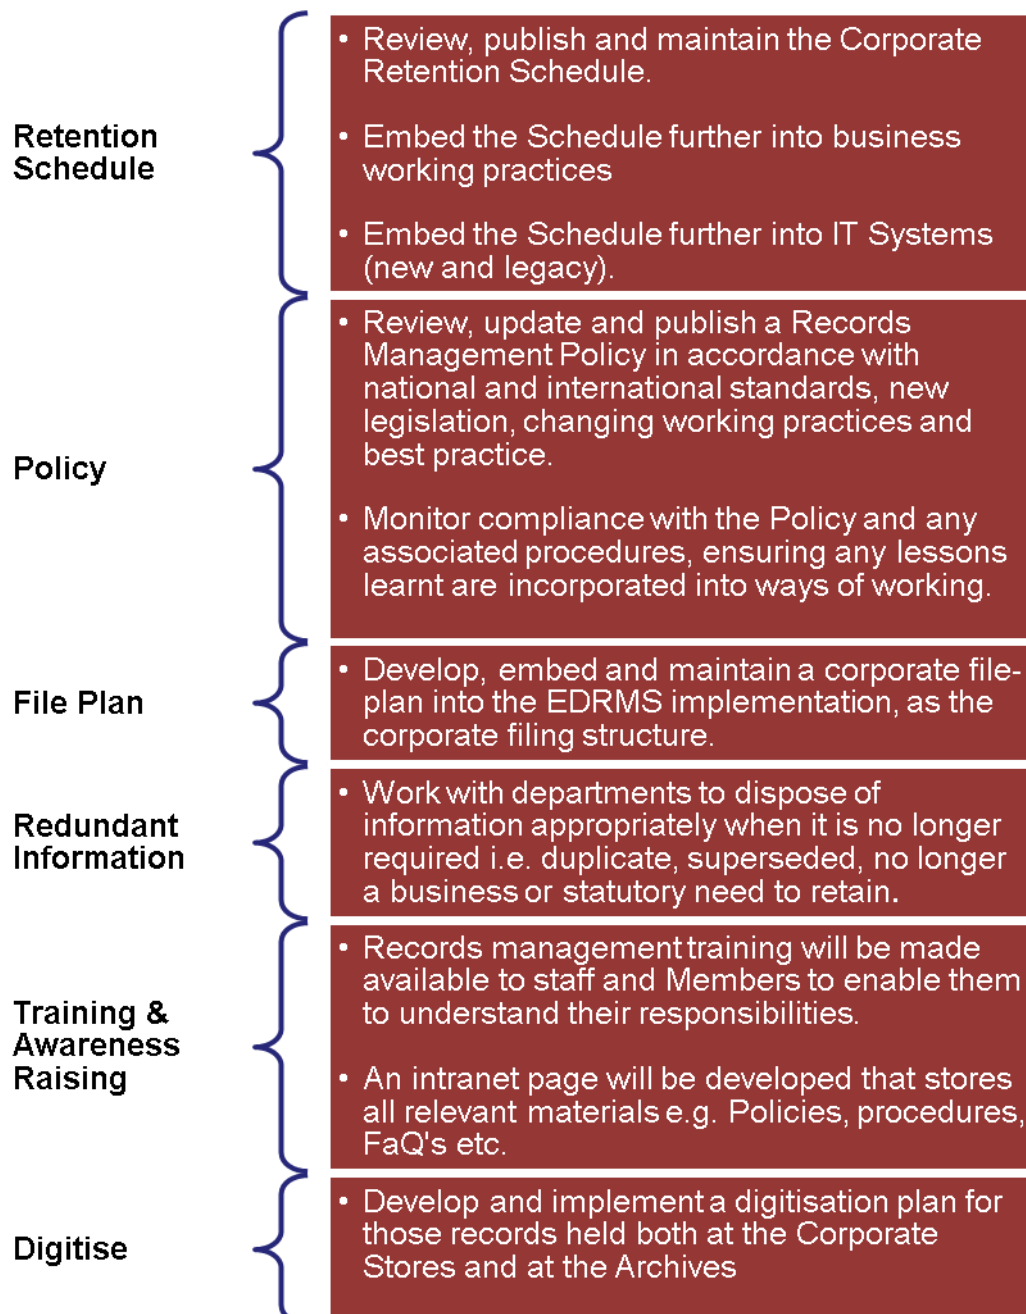 Retention
Schedule
• Review, publish and maintain the Corporate
Retention Schedule.
• Embed the Schedule further into business
working practices
• Embed the Schedule further into IT Systems
(new and legacy).
Policy
• Review, update and publish a Records
Management Policy in accordance with
national and international standards, new
legislation, changing working practices and
best practice.
• Monitor compliance with the Policy and any
associated procedures, ensuring any lessons
learnt are incorporated into ways of working.
File Plan
• Develop, embed and maintain a corporate file-
plan into the EDRMS implementation, as the
corporate filing structure.
Redundant
Information
• Work with departments to dispose of
information appropriately when it is no longer
required i.e. duplicate, superseded, no longer
a business or statutory need to retain.
Training &
Awareness
Raising
• Records management training will be made
available to staff and Members to enable them
to understand their responsibilities.
• An intranet page will be developed that stores
all relevant materials e.g. Policies, procedures,
FaQ's etc.
Digitise
• Develop and implement a digitisation plan for
those records held both at the Corporate
Stores and at the Archives